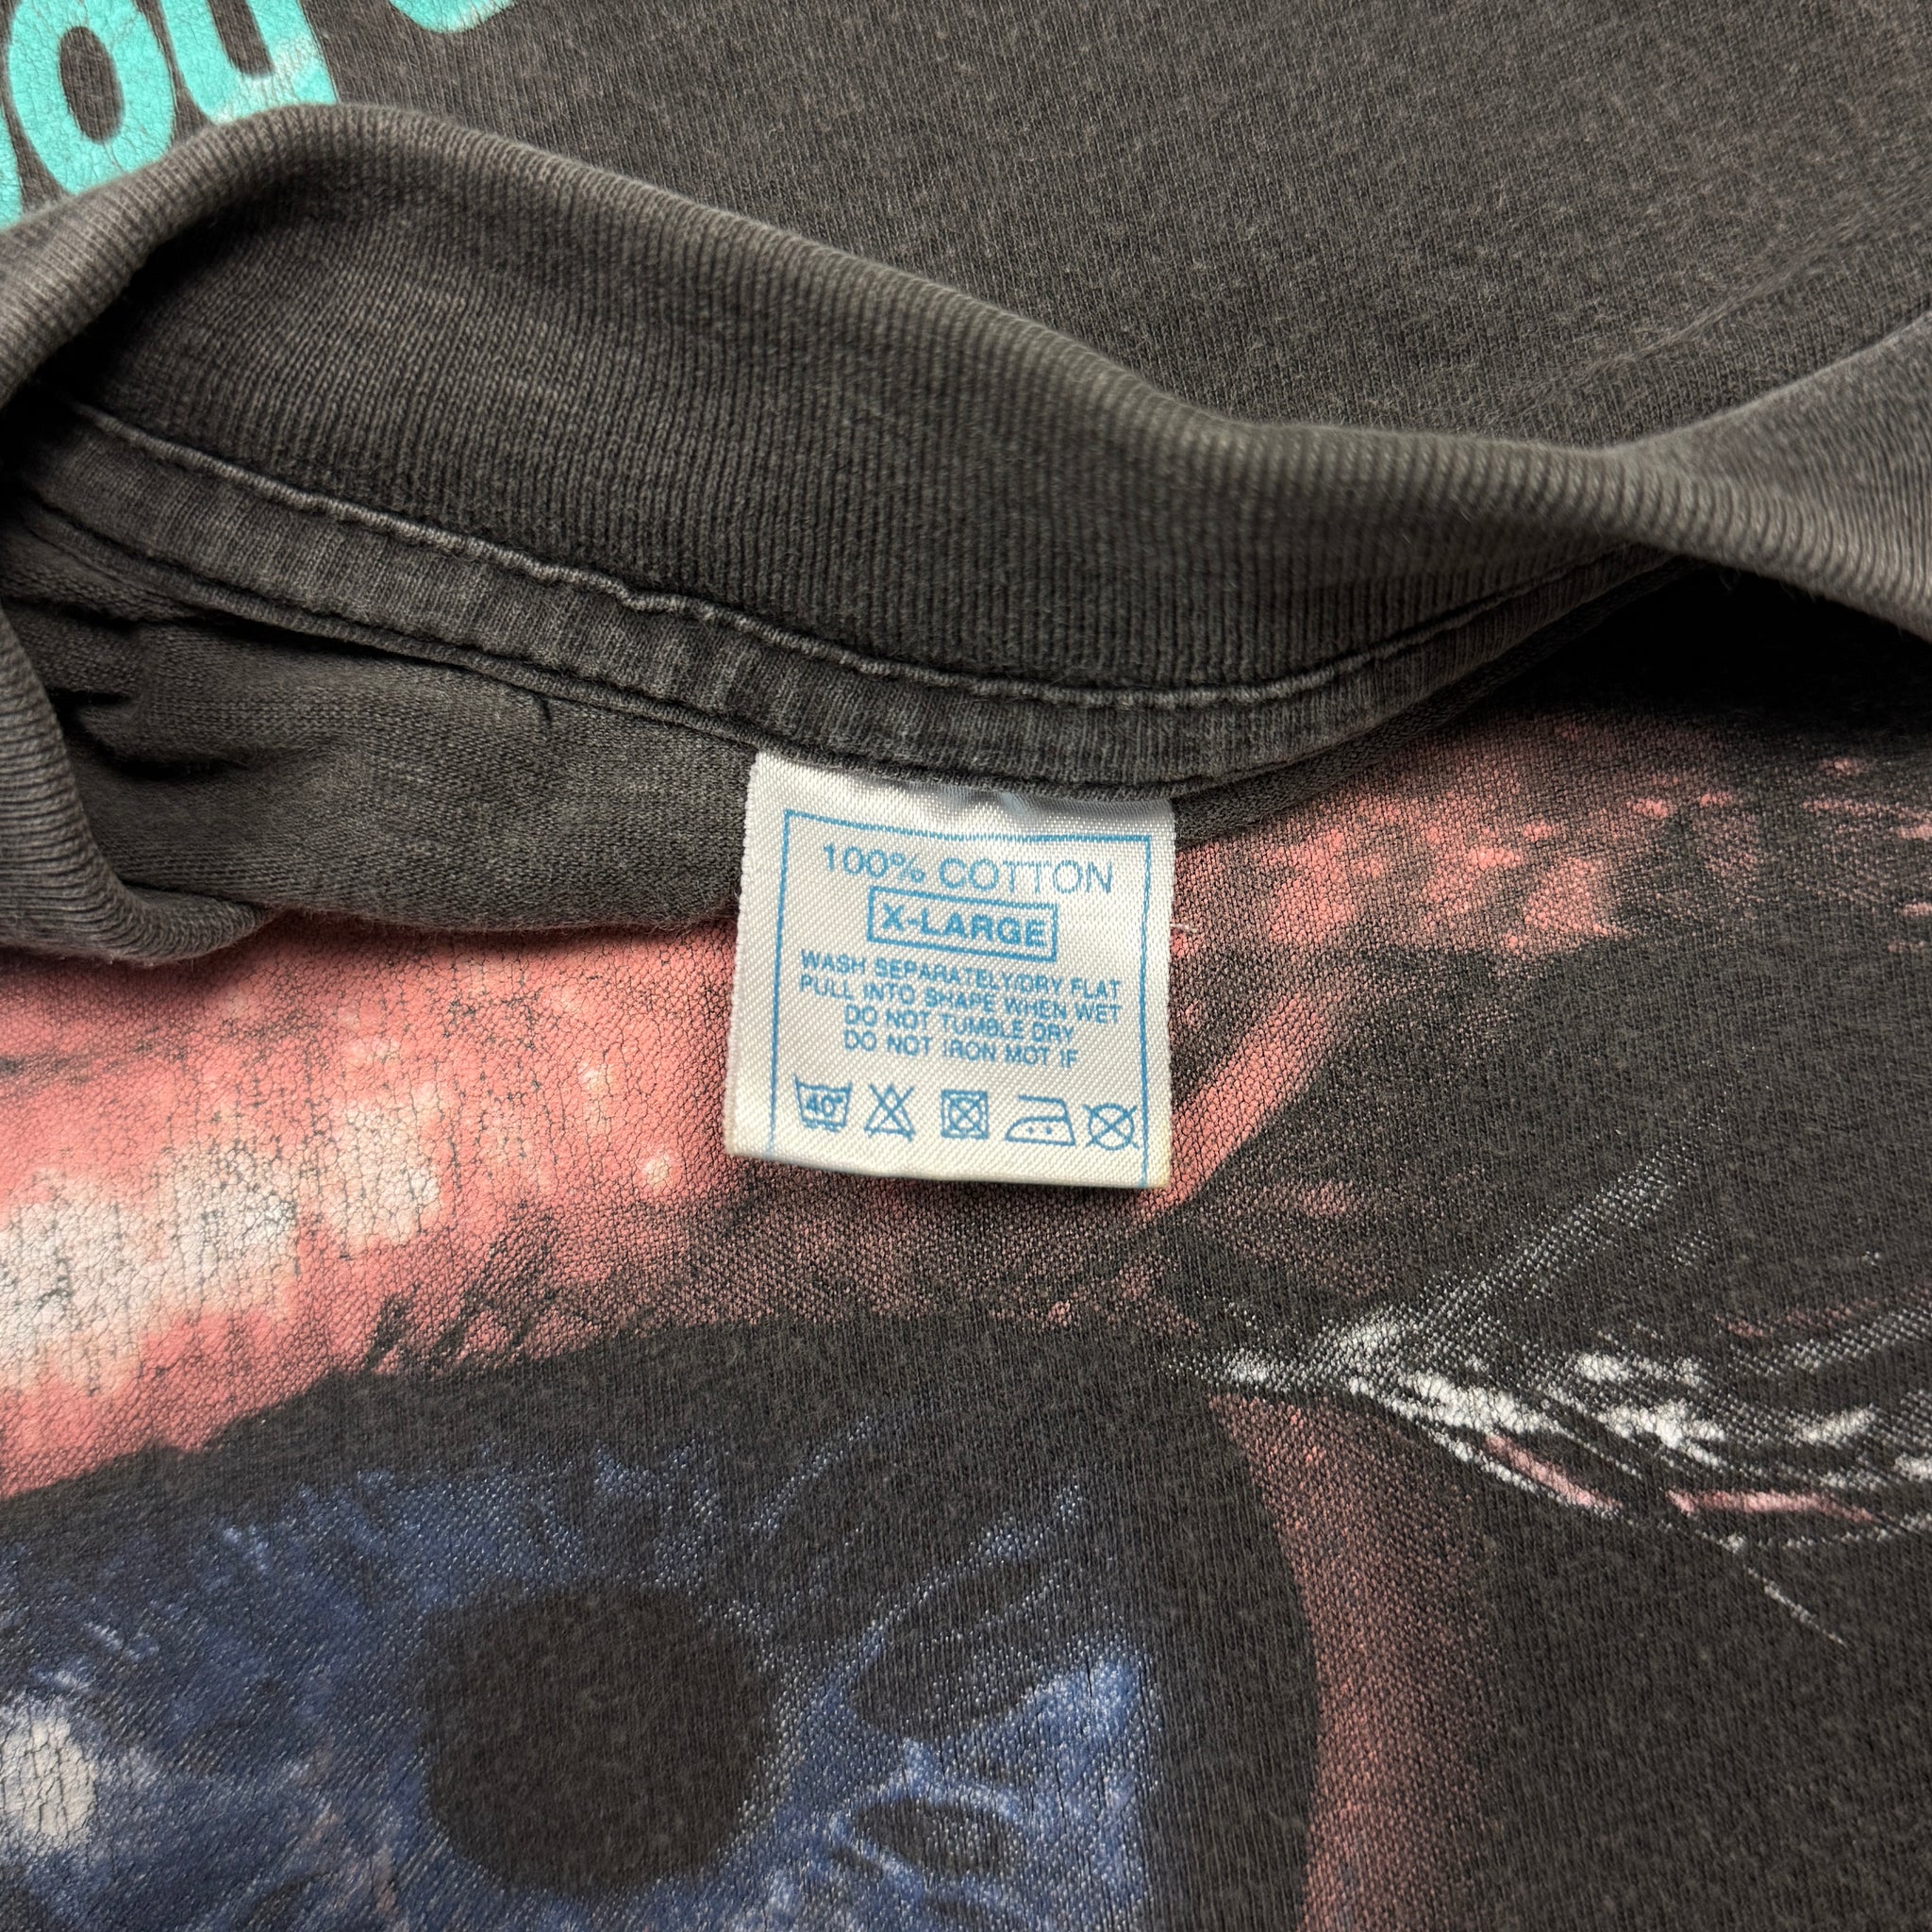 ou
100% COTTON
X-LARGE
WASH SEPARATELY/DRY FLAT
PULL INTO SHAPE WHEN WET
DO NOT TUMBLE DRY
DO NOT IRON MOT IF
40°